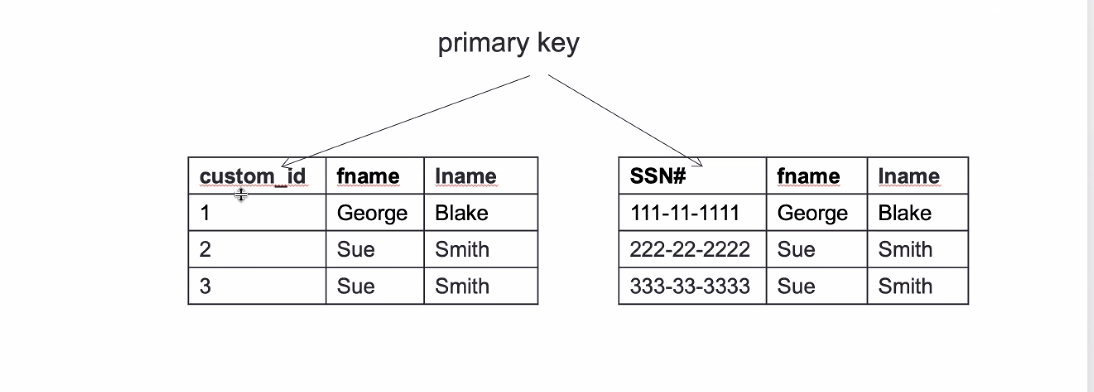 primary key
custom_id fname lname
1 George Blake
2 Sue Smith
3 Sue Smith
SSN# fname lname
111-11-1111 George Blake
222-22-2222 Sue Smith
333-33-3333 Sue Smith